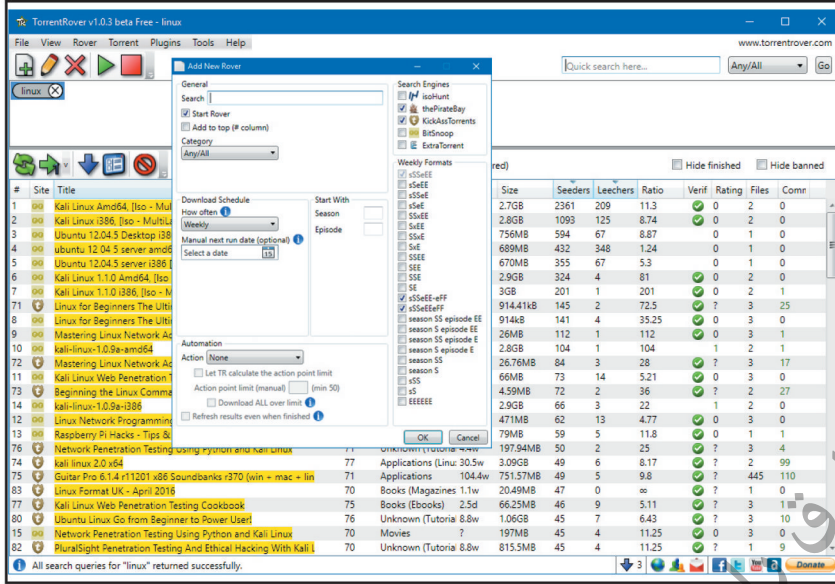 TorrentRover v1.0.3 beta Free - linux
File View Rover Torrent Plugins Tools Help www.torrentrover.com
Quick search here... Any/All Go
linux
Add New Rover
General
Search
Start Rover
Add to top (# column)
Category
Any/All
Search Engines
isoHunt
thePirateBay
KickAssTorrents
BitSnoop
ExtraTorrent
Download Schedule
How often
Weekly
Manual next run date (optional)
Select a date 15
Start With
Season
Episode
Weekly Formats
sSSeEE
sSeEE
sSSeE
sSeE
SSxEE
SxEE
SSxE
SxE
SSEE
SEE
SSE
SE
sSSeEE-eFF
sSSeEEeFF
season SS episode EE
season S episode EE
season SS episode E
season S episode E
season SS
season S
sSS
sS
EEEEEE
Automation
Action None
Let TR calculate the action point limit
Action point limit (manual) (min 50)
Download ALL over limit
Refresh results even when finished
OK Cancel
red) Hide finished Hide banned
# Site Title Size Seeders Leechers Ratio Verif Rating Files Comr
1 Kali Linux Amd64, [Iso - Mul 2.7GB 2361 209 11.3 0 2 0
2 Kali Linux i386, [Iso - MultiLa 2.8GB 1093 125 8.74 0 2 0
3 Ubuntu 12.04.5 Desktop i38 756MB 594 67 8.87 0 1 0
4 ubuntu 12 04 5 server amd6 689MB 432 348 1.24 0 1 0
5 Ubuntu 12.04.5 server i386 [ 670MB 355 67 5.3 0 1 0
6 Kali Linux 1.1.0 Amd64, [Iso 2.9GB 324 4 81 0 2 0
7 Kali Linux 1.1.0 i386, [Iso - M 3GB 201 1 201 0 2 1
71 Linux for Beginners The Ulti 914.41kB 145 2 72.5 ? 3 25
8 Linux for Beginners The Ulti 914kB 141 4 35.25 0 3 0
9 Mastering Linux Network Ac 26MB 112 1 112 0 3 1
10 kali-linux-1.0.9a-amd64 2.8GB 104 1 104 1 2 1
72 Mastering Linux Network Ac 26.76MB 84 3 28 ? 3 17
11 Kali Linux Web Penetration T 66MB 73 14 5.21 0 3 0
73 Beginning the Linux Comma 4.59MB 72 2 36 ? 2 27
14 kali-linux-1.0.9a-i386 2.9GB 66 3 22 1 2 0
12 Linux Network Programming 471MB 62 13 4.77 0 3 0
13 Raspberry Pi Hacks - Tips & 79MB 59 5 11.8 0 1 1
76 Network Penetration Testing Using Python and Kali Linux 71 Unknown (Tutoria 4.4w 197.94MB 50 2 25 ? 3 4
74 kali linux 2.0 x64 77 Applications (Linu: 30.5w 3.09GB 49 6 8.17 ? 2 99
75 Guitar Pro 6.1.4 r11201 x86 Soundbanks r370 (win + mac + lin 71 Applications 104.4w 751.57MB 49 5 9.8 ? 445 110
83 Linux Format UK - April 2016 70 Books (Magazines 1.1w 20.49MB 47 0 ∞ ? 1 0
77 Kali Linux Web Penetration Testing Cookbook 75 Books (Ebooks) 2.5d 66.25MB 46 9 5.11 ? 3 1
80 Ubuntu Linux Go from Beginner to Power User! 76 Unknown (Tutorial 8.8w 1.06GB 45 7 6.43 ? 3 10
15 Network Penetration Testing Using Python and Kali Linux 70 Movies ? 197MB 45 4 11.25 0 3 0
82 PluralSight Penetration Testing And Ethical Hacking With Kali L 70 Unknown (Tutorial 8.8w 815.5MB 45 4 11.25 ? 1 9
All search queries for "linux" returned successfully. 3 Donate